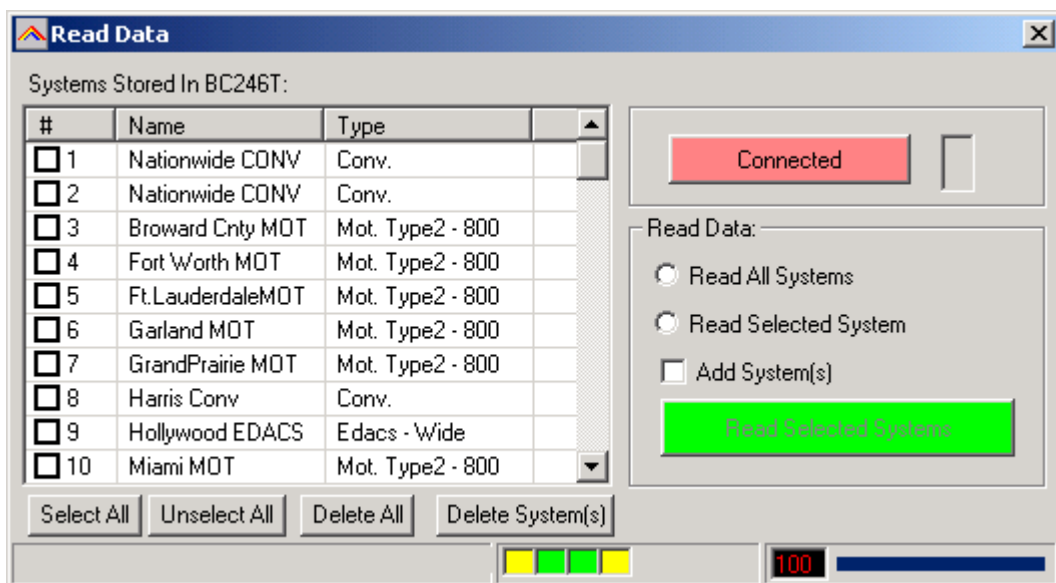 Read Data
Systems Stored In BC246T:
# Name Type
1 Nationwide CONV Conv.
2 Nationwide CONV Conv.
3 Broward Cnty MOT Mot. Type2 - 800
4 Fort Worth MOT Mot. Type2 - 800
5 Ft.LauderdaleMOT Mot. Type2 - 800
6 Garland MOT Mot. Type2 - 800
7 GrandPrairie MOT Mot. Type2 - 800
8 Harris Conv Conv.
9 Hollywood EDACS Edacs - Wide
10 Miami MOT Mot. Type2 - 800
Select All Unselect All Delete All Delete System(s)
Connected
Read Data:
Read All Systems
Read Selected System
Add System(s)
Read Selected Systems
100